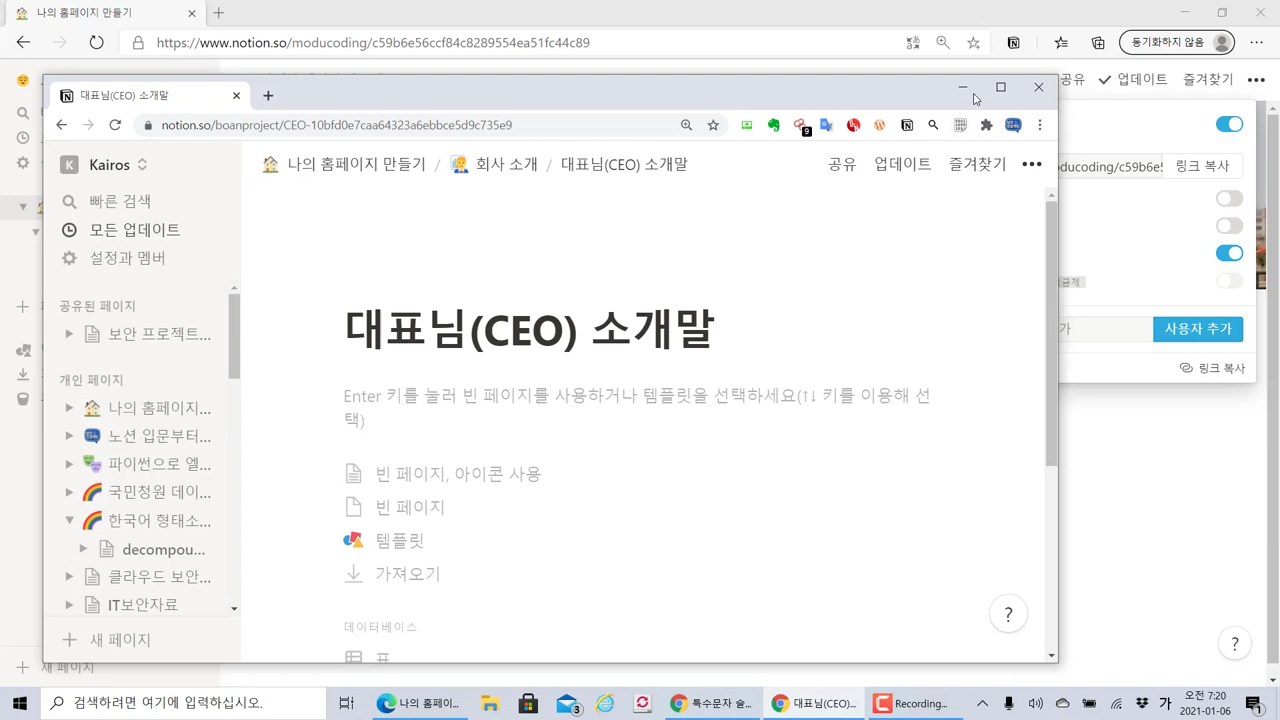 나의 홈페이지 만들기
https://www.notion.so/moducoding/c59b6e56ccf84c8289554ea51fc44c89
동기화하지 않음
공유
업데이트
즐겨찾기
대표님(CEO) 소개말
notion.so/boanproject/CEO-10bfd0e7caa64323a6ebbce5d9c735e9
9
K Kairos
나의 홈페이지 만들기 / 회사 소개 / 대표님(CEO) 소개말
공유 업데이트 즐겨찾기
oducoding/c59b6e5
링크 복사
빠른 검색
모든 업데이트
설정과 멤버
공유된 페이지
보안 프로젝트...
개인 페이지
나의 홈페이지...
노션 입문부터...
파이썬으로 엘...
국민청원 데이...
한국어 형태소...
decompou...
클라우드 보안...
IT보안자료
새 페이지
대표님(CEO) 소개말
Enter 키를 눌러 빈 페이지를 사용하거나 템플릿을 선택하세요(↑↓ 키를 이용해 선
택)
빈 페이지, 아이콘 사용
빈 페이지
템플릿
가져오기
데이터베이스
표
?
가
사용자 추가
링크 복사
?
새 페이지
검색하려면 여기에 입력하십시오.
3
나의 홈페이...
특수문자 슬...
대표님(CEO)...
Recording...
가
오전 7:20
2021-01-06
1